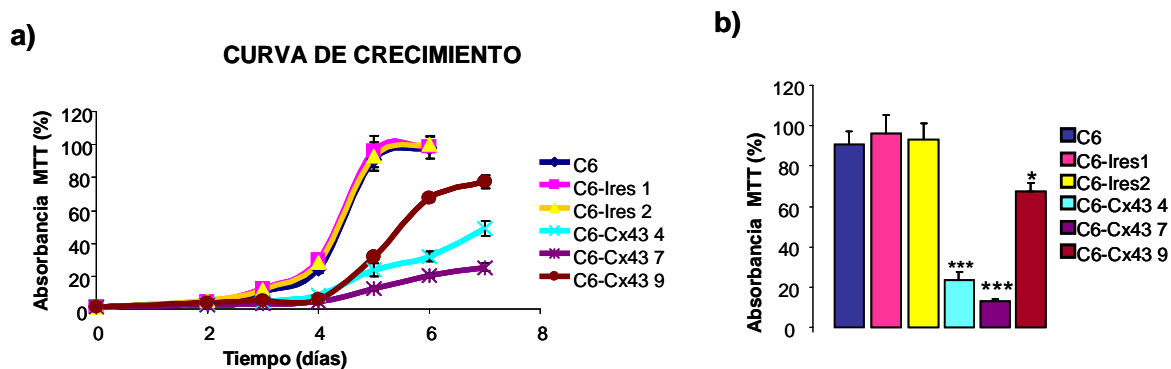 a)
CURVA DE CRECIMIENTO
Absorbancia MTT (%)
120
100
80
60
40
20
0
0 2 4 6 8
Tiempo (días)
C6
C6-Ires 1
C6-Ires 2
C6-Cx43 4
C6-Cx43 7
C6-Cx43 9
b)
Absorbancia MTT (%)
120
100
80
60
40
20
0
***
***
*
C6
C6-Ires1
C6-Ires2
C6-Cx43 4
C6-Cx43 7
C6-Cx43 9